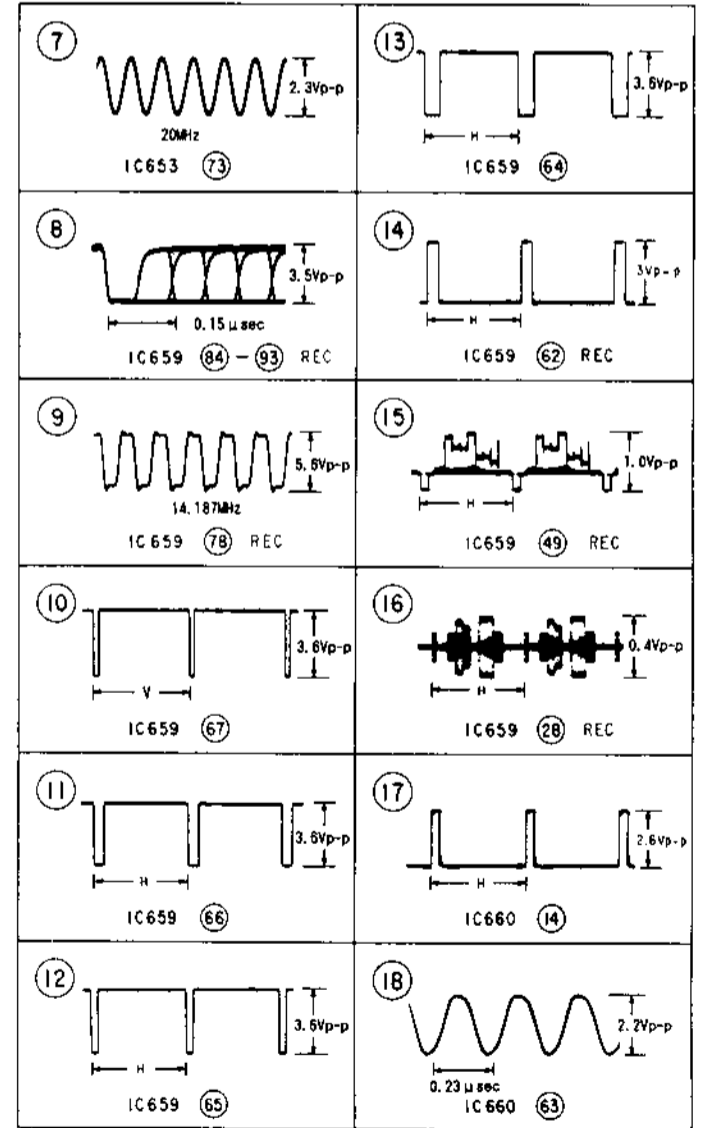 7
2.3Vp-p
20MHz
IC653 73
8
3.5Vp-p
0.15 μsec
IC659 84 - 93 REC
9
5.6Vp-p
14.187MHz
IC659 78 REC
10
3.6Vp-p
V
IC659 67
11
3.6Vp-p
H
IC659 66
12
3.6Vp-p
H
IC659 65
13
3.6Vp-p
H
IC659 64
14
3Vp-p
H
IC659 62 REC
15
1.0Vp-p
H
IC659 49 REC
16
0.4Vp-p
H
IC659 28 REC
17
2.6Vp-p
H
IC660 14
18
2.2Vp-p
0.23 μsec
IC660 63